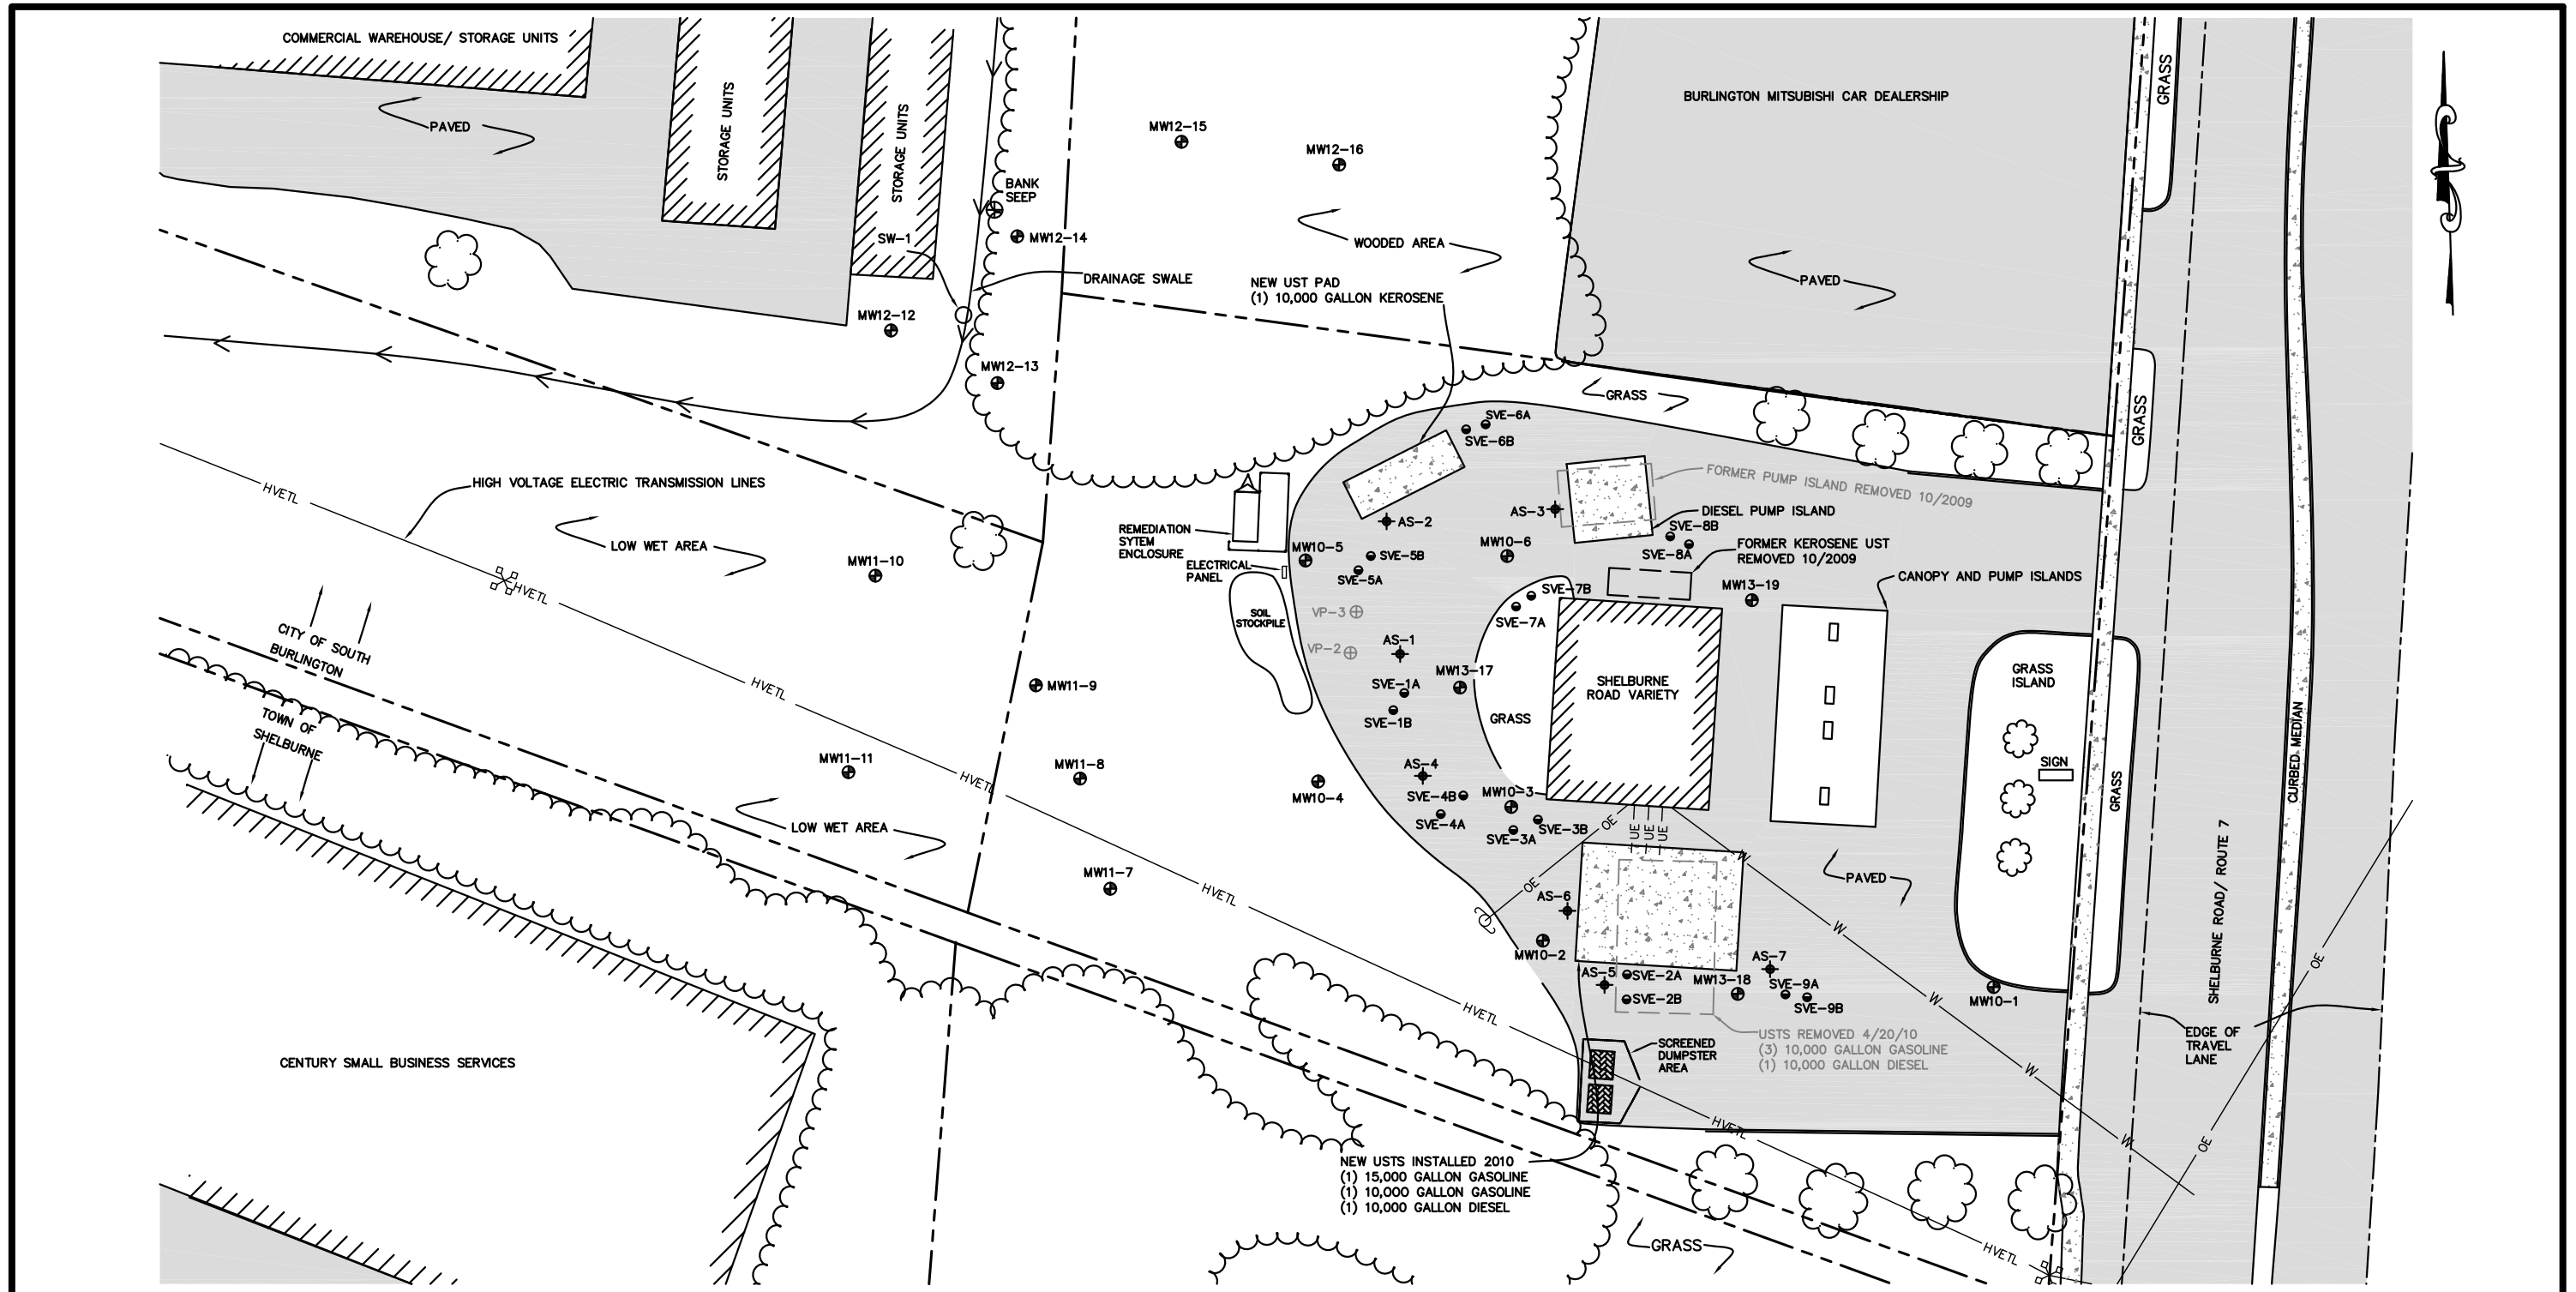 COMMERCIAL WAREHOUSE/ STORAGE UNITS
PAVED
STORAGE UNITS
STORAGE UNITS
SW-1
BANK
SEEP
MW12-14
DRAINAGE SWALE
MW12-12
MW12-13
MW12-15
MW12-16
WOODED AREA
NEW UST PAD
(1) 10,000 GALLON KEROSENE
BURLINGTON MITSUBISHI CAR DEALERSHIP
PAVED
GRASS
GRASS
GRASS
SVE-6A
SVE-6B
FORMER PUMP ISLAND REMOVED 10/2009
DIESEL PUMP ISLAND
AS-3
AS-2
SVE-8B
SVE-8A
FORMER KEROSENE UST
REMOVED 10/2009
MW10-6
MW10-5
SVE-5B
SVE-5A
MW13-19
CANOPY AND PUMP ISLANDS
REMEDIATION
SYTEM
ENCLOSURE
ELECTRICAL
PANEL
SOIL
STOCKPILE
VP-3
VP-2
SVE-7B
SVE-7A
AS-1
MW13-17
SVE-1A
SVE-1B
GRASS
SHELBURNE
ROAD VARIETY
GRASS
ISLAND
SIGN
GRASS
CURBED MEDIAN
SHELBURNE ROAD/ ROUTE 7
HIGH VOLTAGE ELECTRIC TRANSMISSION LINES
HVETL
LOW WET AREA
MW11-10
HVETL
CITY OF SOUTH
BURLINGTON
TOWN OF
SHELBURNE
HVETL
MW11-9
MW11-11
MW11-8
HVETL
LOW WET AREA
MW11-7
HVETL
MW10-4
AS-4
SVE-4B
SVE-4A
MW10-3
SVE-3B
SVE-3A
OE
OE
UE
UE
UE
W
PAVED
W
AS-6
MW10-2
AS-5
SVE-2A
SVE-2B
MW13-18
AS-7
SVE-9A
SVE-9B
W
MW10-1
OE
HVETL
USTS REMOVED 4/20/10
(3) 10,000 GALLON GASOLINE
(1) 10,000 GALLON DIESEL
SCREENED
DUMPSTER
AREA
EDGE OF
TRAVEL
LANE
W
W
OE
HVETL
CENTURY SMALL BUSINESS SERVICES
NEW USTS INSTALLED 2010
(1) 15,000 GALLON GASOLINE
(1) 10,000 GALLON GASOLINE
(1) 10,000 GALLON DIESEL
GRASS
HVETL